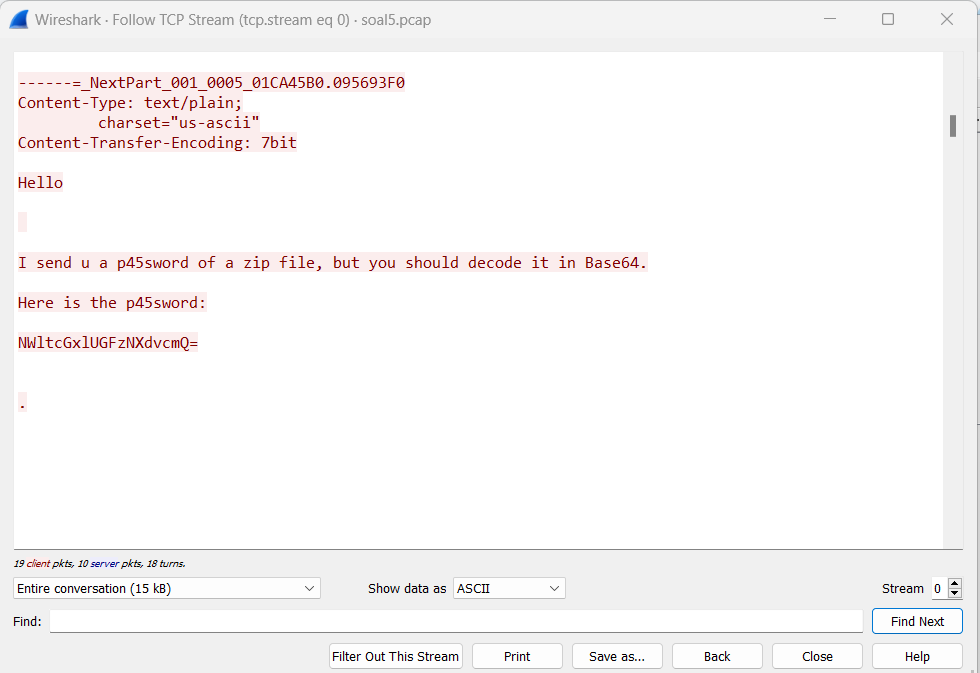 Wireshark · Follow TCP Stream (tcp.stream eq 0) · soal5.pcap
------=_NextPart_001_0005_01CA45B0.095693F0
Content-Type: text/plain;
charset="us-ascii"
Content-Transfer-Encoding: 7bit
Hello
I send u a p45sword of a zip file, but you should decode it in Base64.
Here is the p45sword:
NWltcGxlUGFzNXdvcmQ=
.
19 client pkts, 10 server pkts, 18 turns.
Entire conversation (15 kB) Show data as ASCII Stream 0
Find: Find Next
Filter Out This Stream Print Save as... Back Close Help